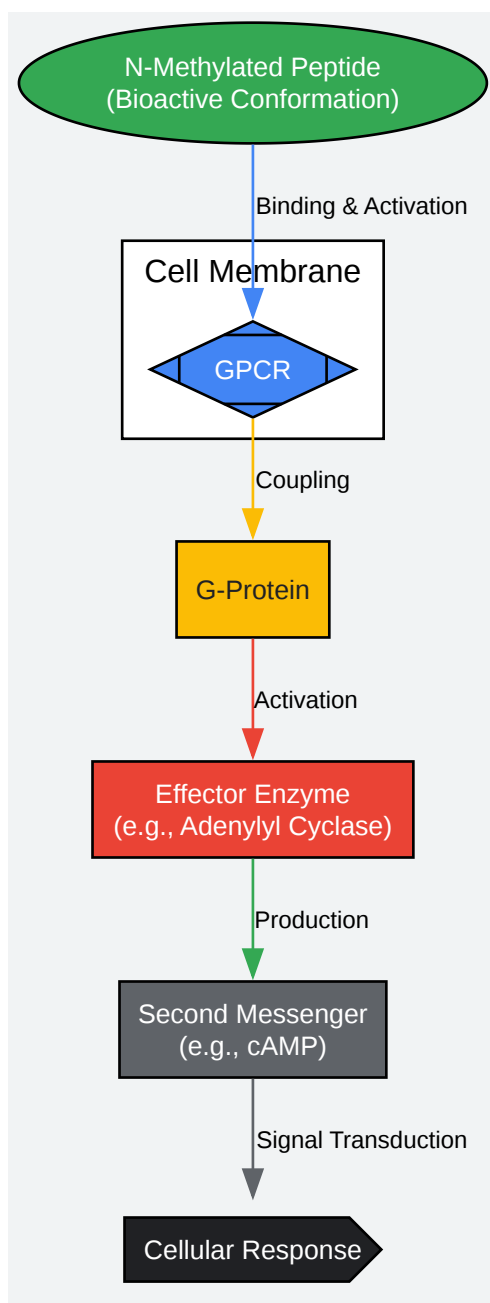 N-Methylated Peptide
(Bioactive Conformation)
Binding & Activation
Cell Membrane
GPCR
Coupling
G-Protein
Activation
Effector Enzyme
(e.g., Adenylyl Cyclase)
Production
Second Messenger
(e.g., cAMP)
Signal Transduction
Cellular Response